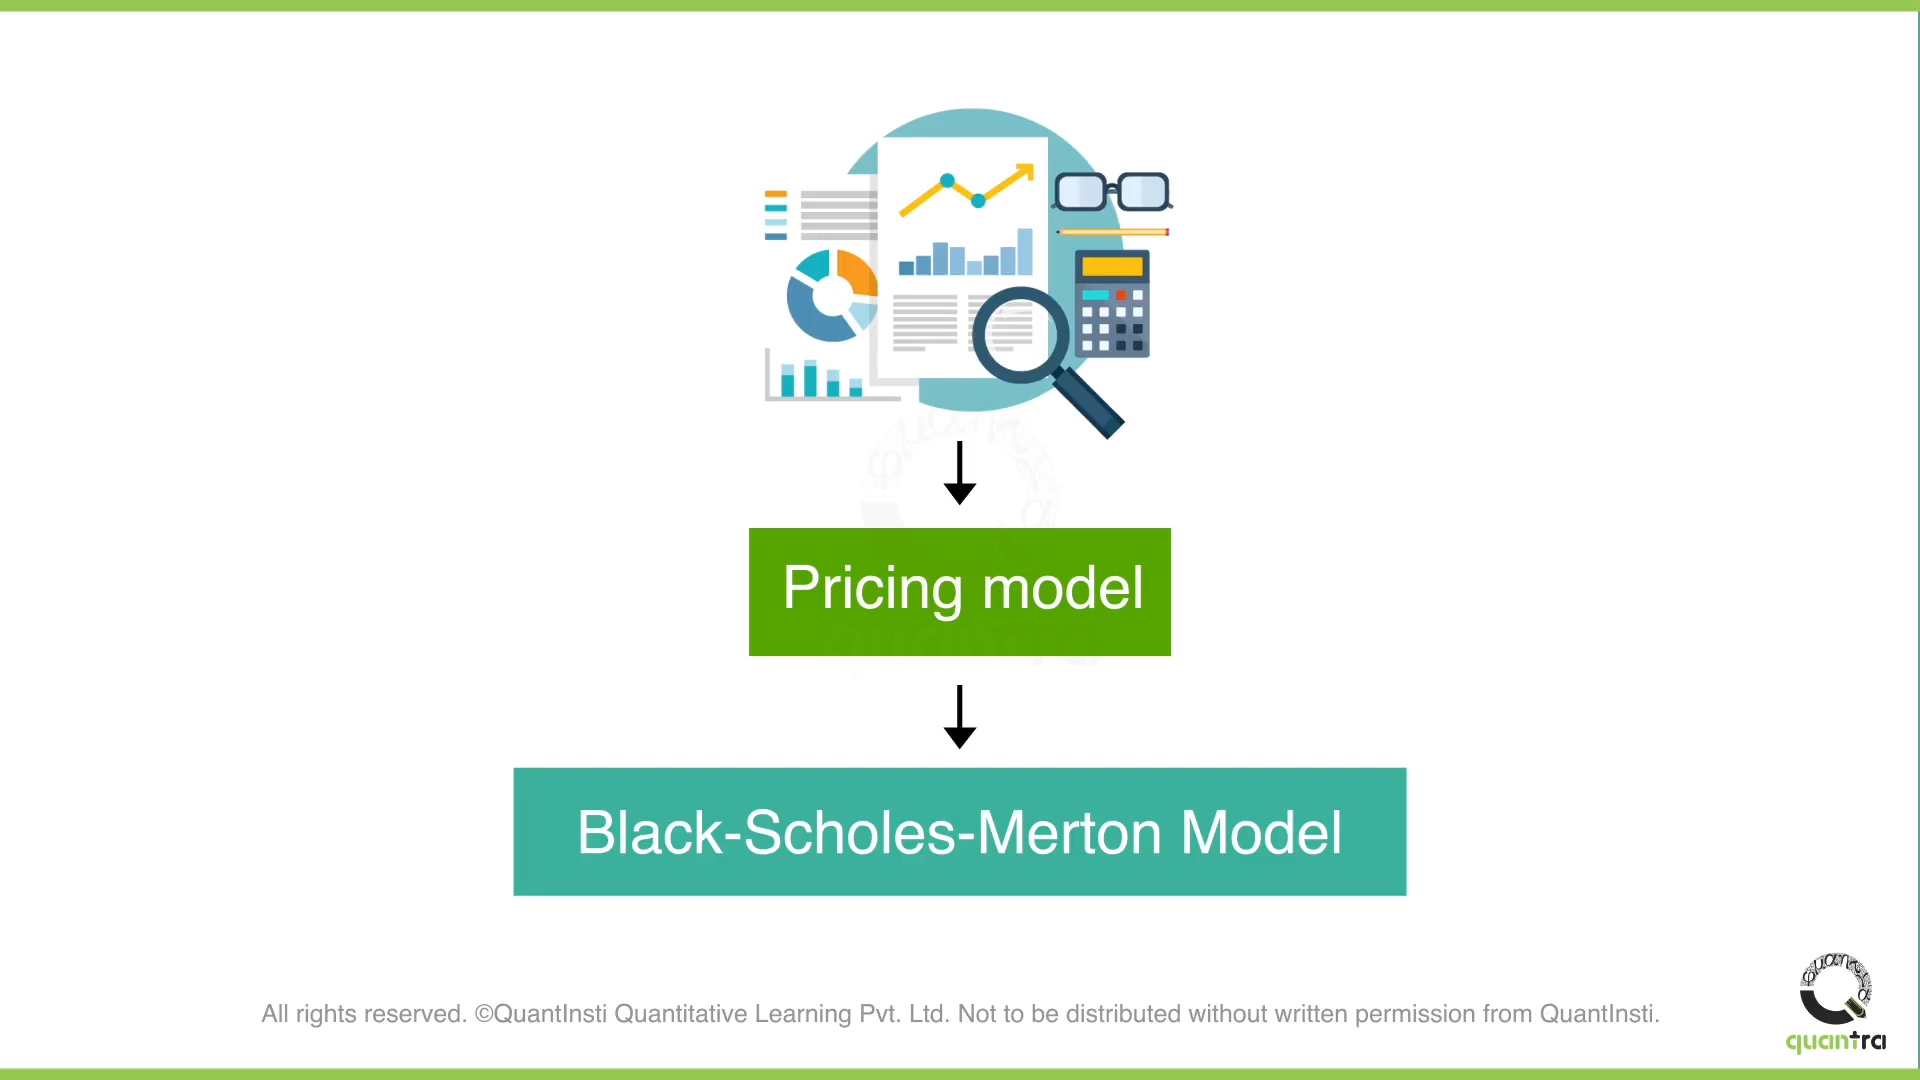 Pricing model
Black-Scholes-Merton Model
All rights reserved. ©QuantInsti Quantitative Learning Pvt. Ltd. Not to be distributed without written permission from QuantInsti.
quantra